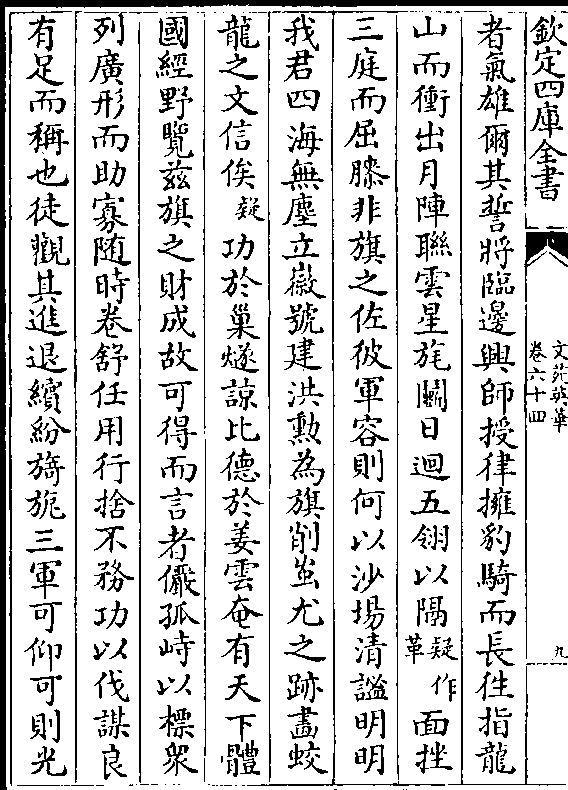 欽定四庫全書
文苑英華
卷六十四
九
者氣雄爾其誓將臨邊興師授律擁豹騎而長往指龍
山而衝出月陣聯雲星旄闢日迴五翎以隔疑作革面挫
三庭而屈膝非旗之佐彼軍容則何以沙場清謐明明
我君四海無塵立徽號建洪勲為旗削蚩尤之跡畵蛟
龍之文信俟疑功於巢燧諒比德於姜雲奄有天下體
國經野覽兹旗之財成故可得而言者儼孤峙以標衆
列廣形而助寡随時卷舒任用行捨不務功以伐謀良
有足而稱也徒觀其進退繽紛旖旎三軍可仰可則光